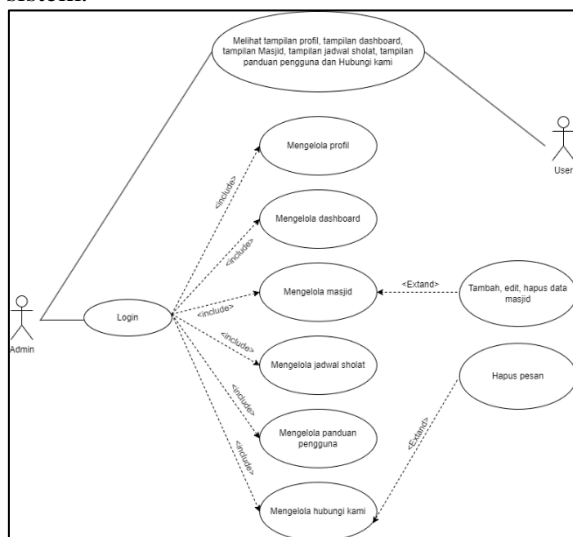 sistem.
Melihat tampilan profil, tampilan dashboard,
tampilan Masjid, tampilan jadwal sholat, tampilan
panduan pengguna dan Hubungi kami
User
Mengelola profil
<include>
Mengelola dashboard
<include>
Mengelola masjid
<include>
<Extand>
Tambah, edit, hapus data
masjid
Admin
Login
Mengelola jadwal sholat
<include>
Hapus pesan
<Extand>
Mengelola panduan
pengguna
<include>
Mengelola hubungi kami
<include>